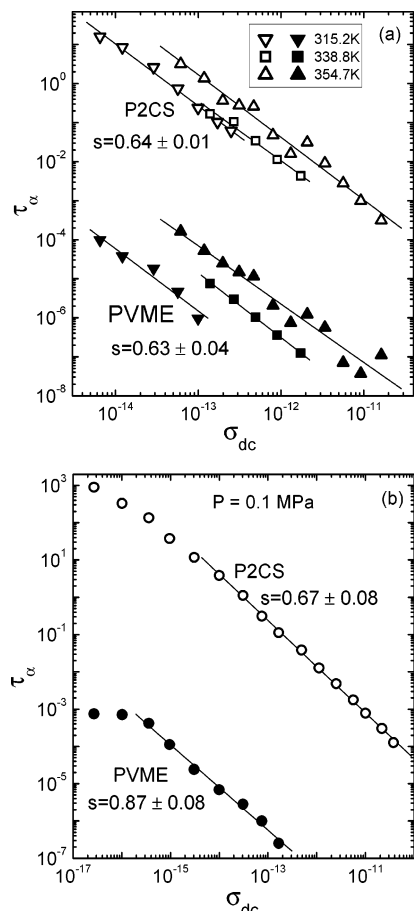 (a)
315.2K
338.8K
354.7K
P2CS
s=0.64 ± 0.01
PVME
s=0.63 ± 0.04
10⁰
10⁻²
10⁻⁴
10⁻⁶
10⁻⁸
τα
10⁻¹⁴ 10⁻¹³ 10⁻¹² 10⁻¹¹
σdc
(b)
P = 0.1 MPa
P2CS
s=0.67 ± 0.08
PVME
s=0.87 ± 0.08
10³
10¹
10⁻¹
10⁻³
10⁻⁵
10⁻⁷
τα
10⁻¹⁷ 10⁻¹⁵ 10⁻¹³ 10⁻¹¹
σdc